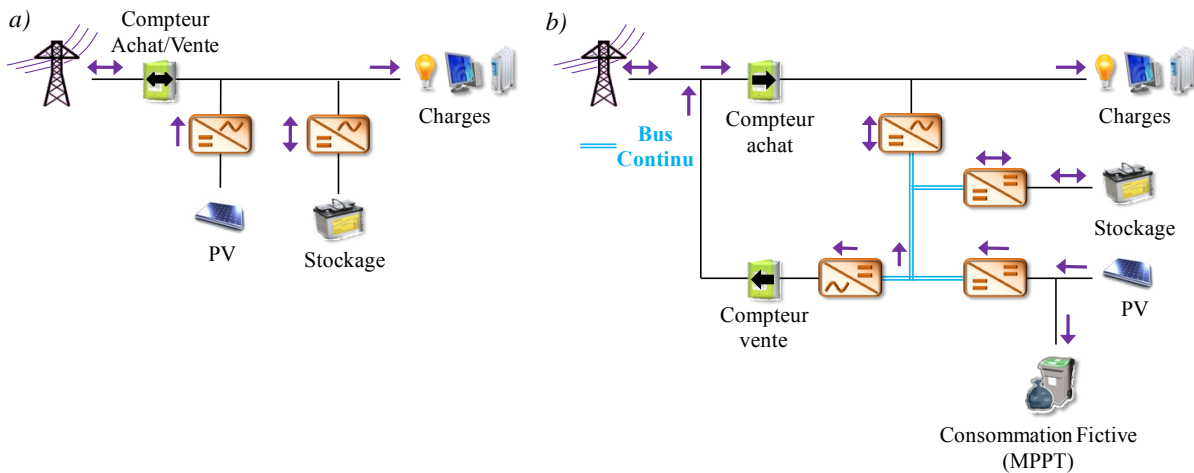 a)
Compteur
Achat/Vente
Charges
PV
Stockage
b)
Compteur
achat
Charges
Bus
Continu
Stockage
PV
Compteur
vente
Consommation Fictive
(MPPT)